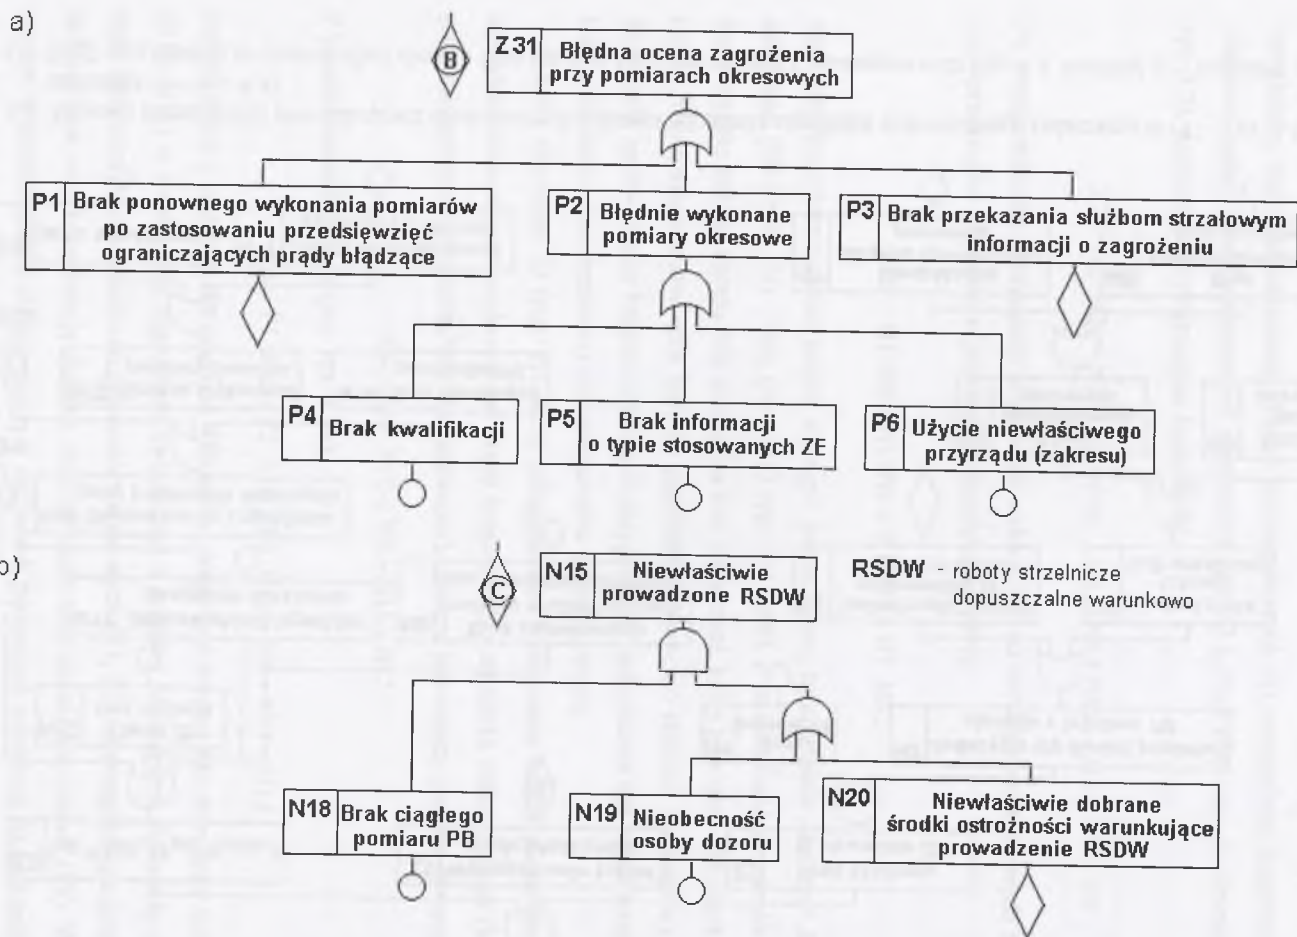 a)
B
Z31
Błędna ocena zagrożenia
przy pomiarach okresowych
P1
Brak ponownego wykonania pomiarów
po zastosowaniu przedsięwzięć
ograniczających prądy błądzące
P2
Błędnie wykonane
pomiary okresowe
P3
Brak przekazania służbom strzałowym
informacji o zagrożeniu
P4
Brak kwalifikacji
P5
Brak informacji
o typie stosowanych ZE
P6
Użycie niewłaściwego
przyrządu (zakresu)
b)
C
N15
Niewłaściwie
prowadzone RSDW
RSDW - roboty strzelnicze
dopuszczalne warunkowo
N18
Brak ciągłego
pomiaru PB
N19
Nieobecność
osoby dozoru
N20
Niewłaściwie dobrane
środki ostrożności warunkujące
prowadzenie RSDW